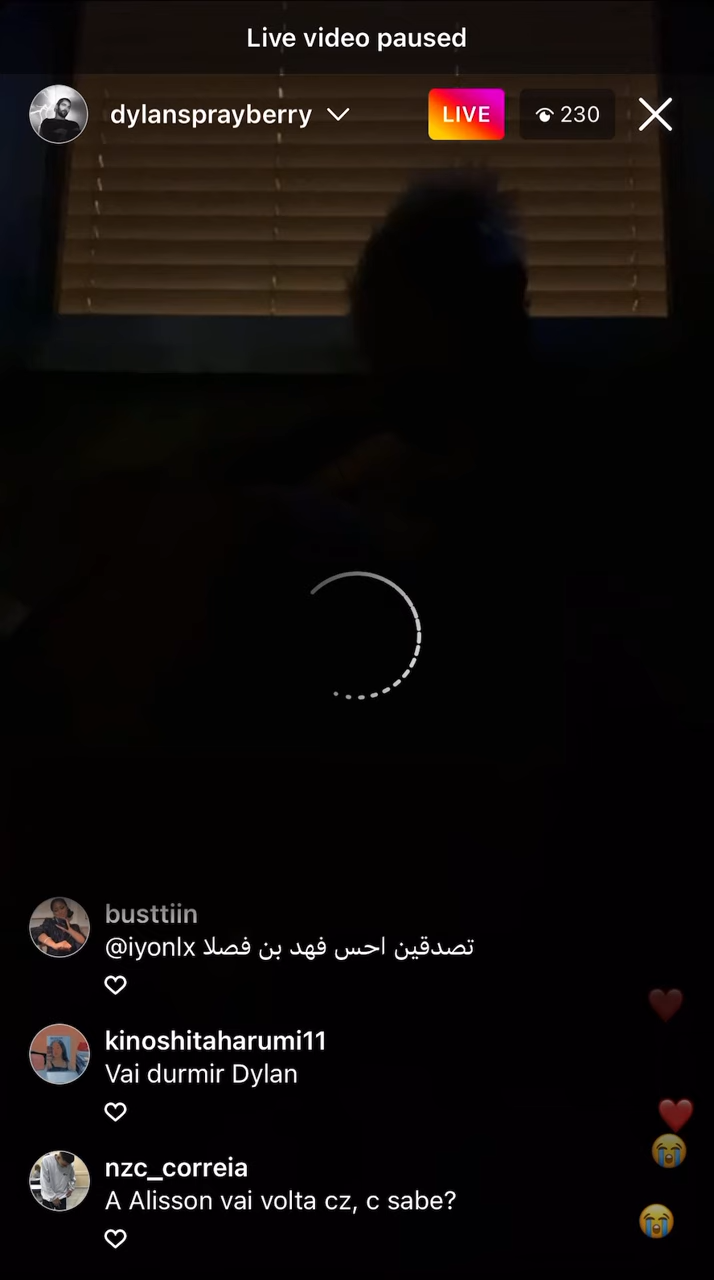 Live video paused
dylansprayberry
LIVE
230
busttiin
@iyonlx تصدقين احس فهد بن فصلا
kinoshitaharumi11
Vai durmir Dylan
nzc_correia
A Alisson vai volta cz, c sabe?